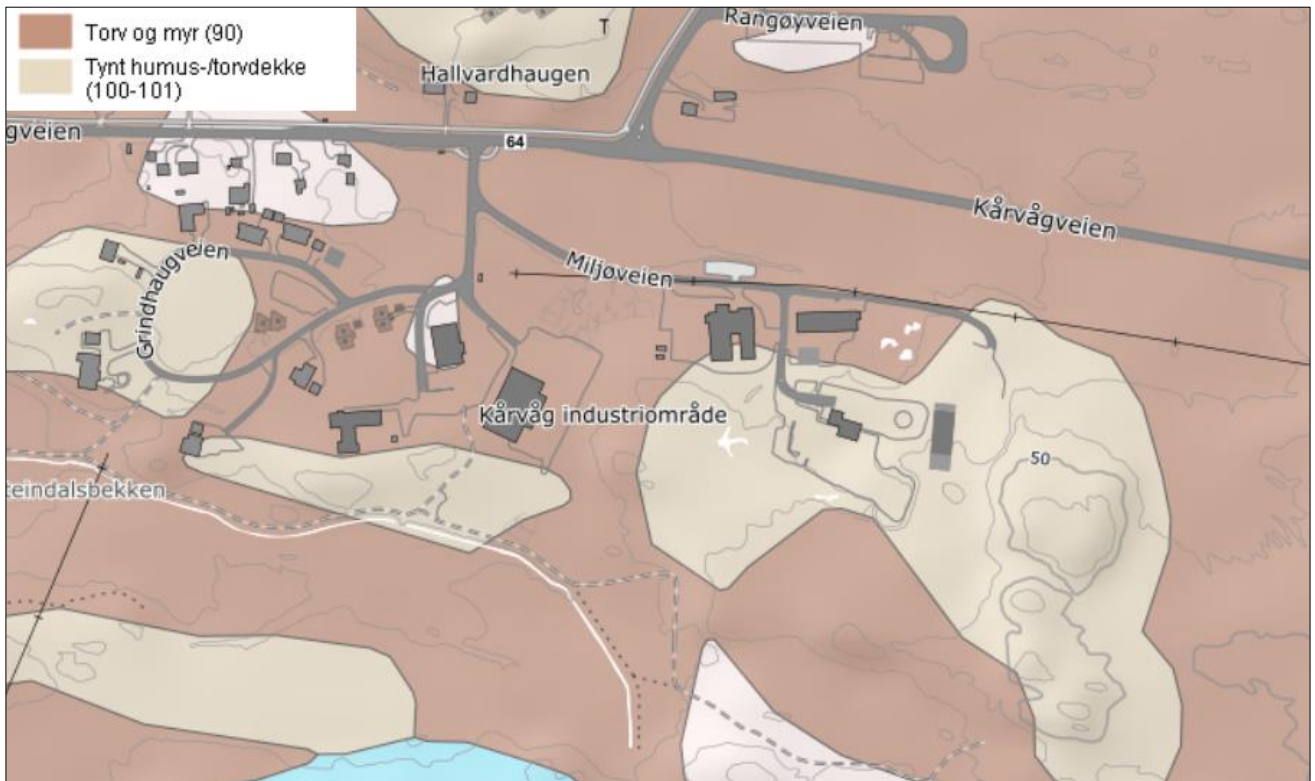 Torv og myr (90)
Tynt humus-/torvdekke
(100-101)
Rangøyveien
T
Hallvardhaugen
gveien
64
Kårvågveien
Miljøveien
Grindhaugveien
Kårvåg industriområde
50
teindalsbekken